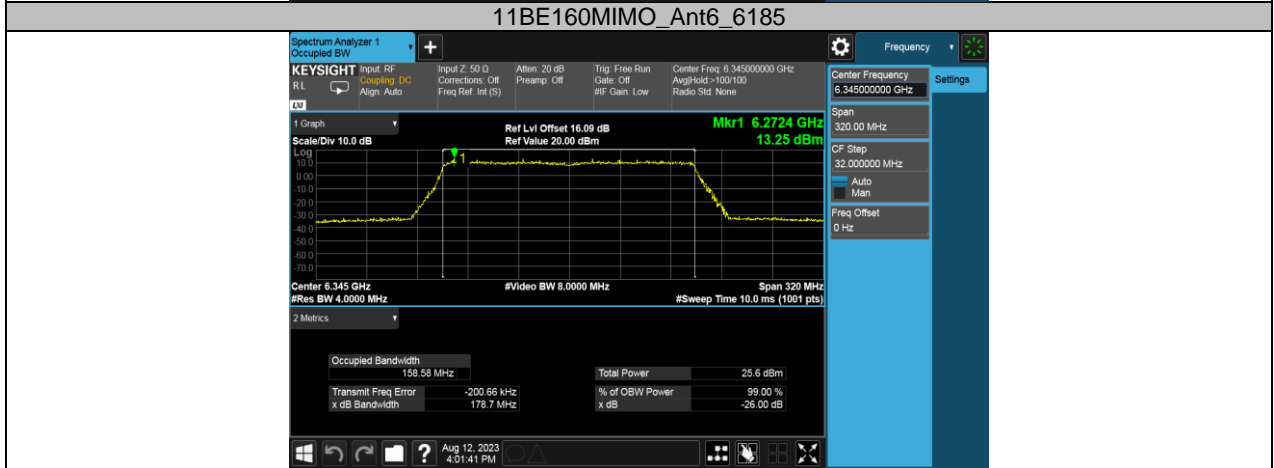 11BE160MIMO_Ant6_6185
Spectrum Analyzer 1
Occupied BW
+
Frequency
KEYSIGHT
RL
LXI
Input: RF
Coupling: DC
Align: Auto
Input Z: 50 Ω
Corrections: Off
Freq Ref: Int (S)
Atten: 20 dB
Preamp: Off
Trig: Free Run
Gate: Off
#IF Gain: Low
Center Freq: 6.345000000 GHz
Avg|Hold:>100/100
Radio Std: None
Center Frequency
6.345000000 GHz
Settings
Span
320.00 MHz
CF Step
32.000000 MHz
Auto
Man
Freq Offset
0 Hz
1 Graph
Scale/Div 10.0 dB
Ref Lvl Offset 16.09 dB
Ref Value 20.00 dBm
Mkr1 6.2724 GHz
13.25 dBm
Log
10.0
0.00
-10.0
-20.0
-30.0
-40.0
-50.0
-60.0
-70.0
1
Center 6.345 GHz
#Video BW 8.0000 MHz
Span 320 MHz
#Res BW 4.0000 MHz
#Sweep Time 10.0 ms (1001 pts)
2 Metrics
Occupied Bandwidth
158.58 MHz
Total Power 25.6 dBm
Transmit Freq Error -200.66 kHz
% of OBW Power 99.00 %
x dB Bandwidth 178.7 MHz
x dB -26.00 dB
?
Aug 12, 2023
4:01:41 PM